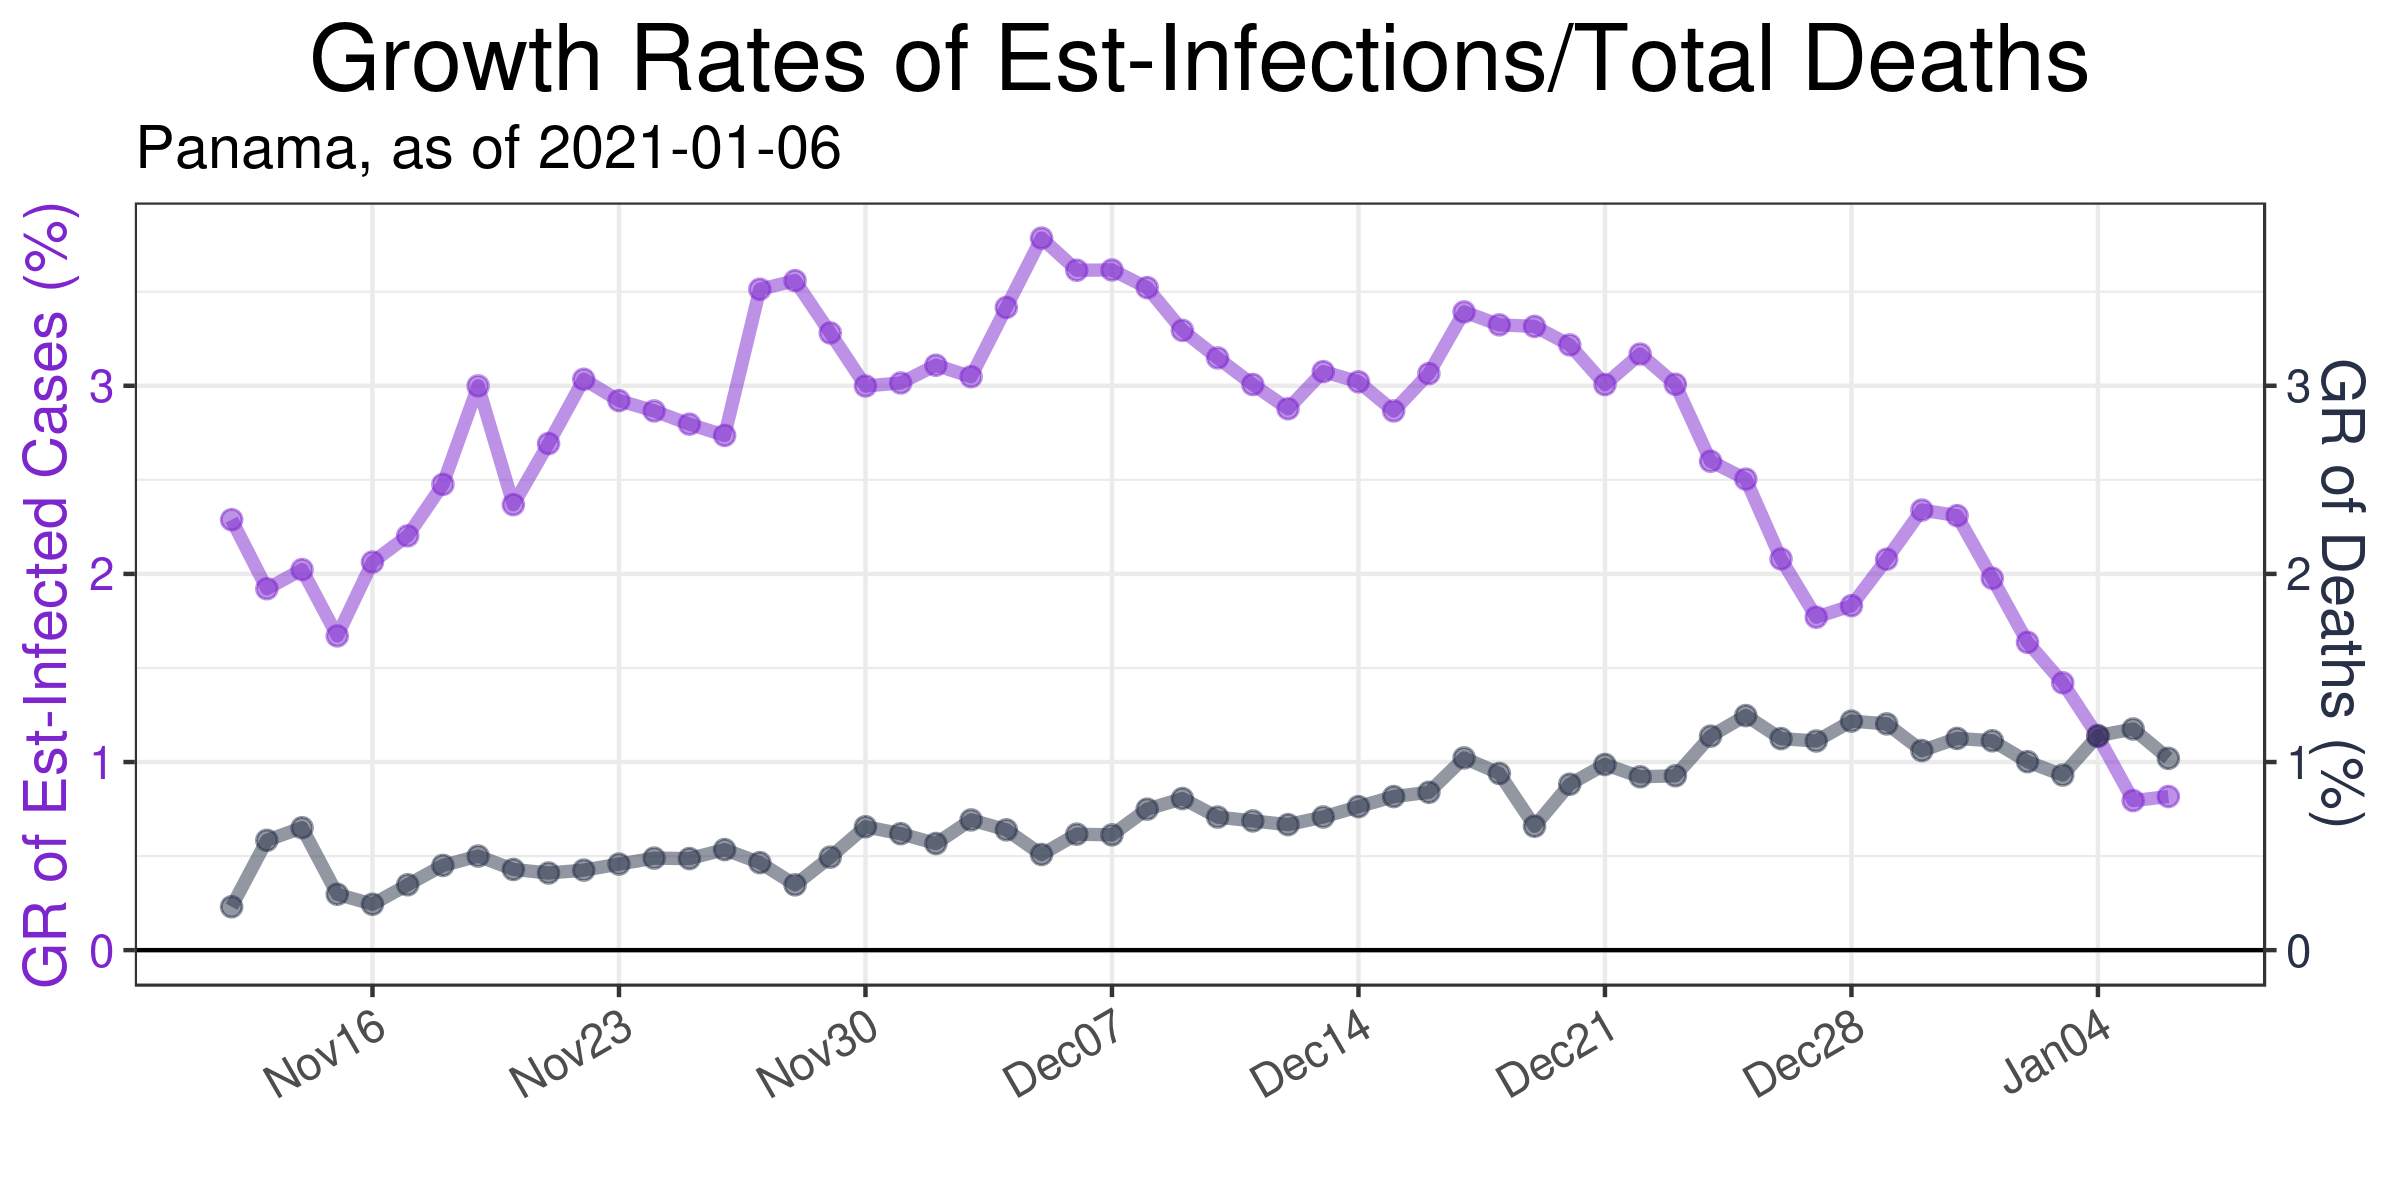 Growth Rates of Est-Infections/Total Deaths
Panama, as of 2021-01-06
GR of Est-Infected Cases (%)
3
2
1
0
3
2
1
0
GR of Deaths (%)
Nov16
Nov23
Nov30
Dec07
Dec14
Dec21
Dec28
Jan04